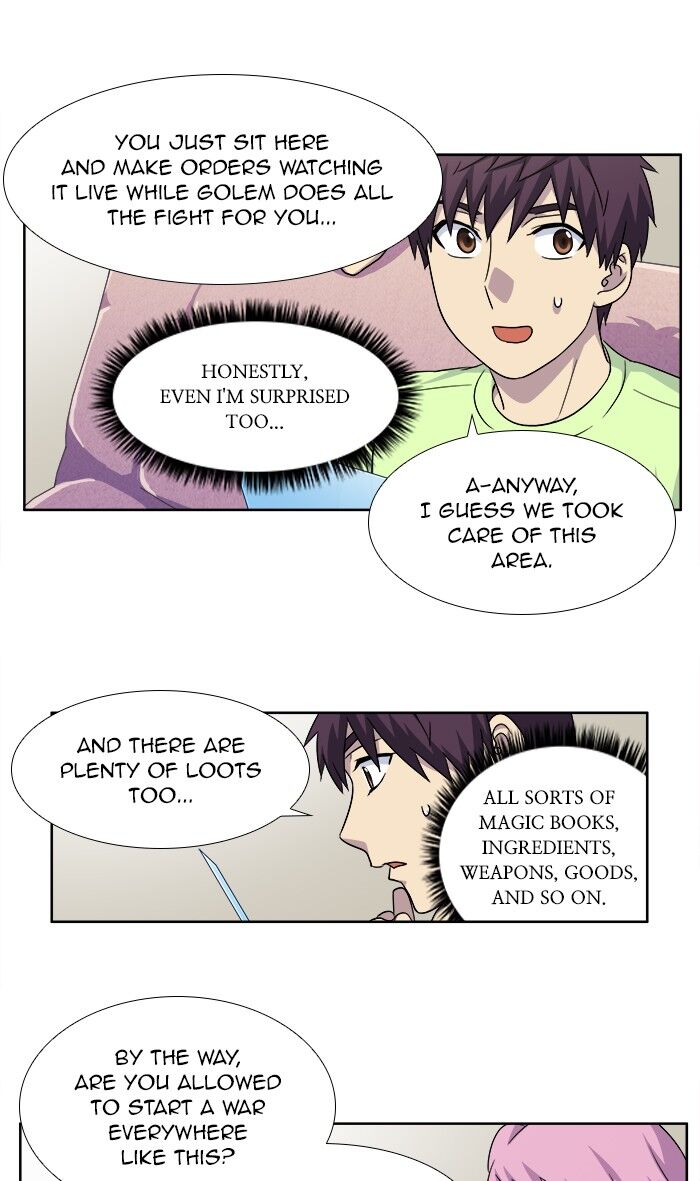 YOU JUST SIT HERE
AND MAKE ORDERS WATCHING
IT LIVE WHILE GOLEM DOES ALL
THE FIGHT FOR YOU...
HONESTLY,
EVEN I'M SURPRISED
TOO...
A-ANYWAY,
I GUESS WE TOOK
CARE OF THIS
AREA.
AND THERE ARE
PLENTY OF LOOTS
TOO...
ALL SORTS OF
MAGIC BOOKS,
INGREDIENTS,
WEAPONS, GOODS,
AND SO ON.
BY THE WAY,
ARE YOU ALLOWED
TO START A WAR
EVERYWHERE
LIKE THIS?